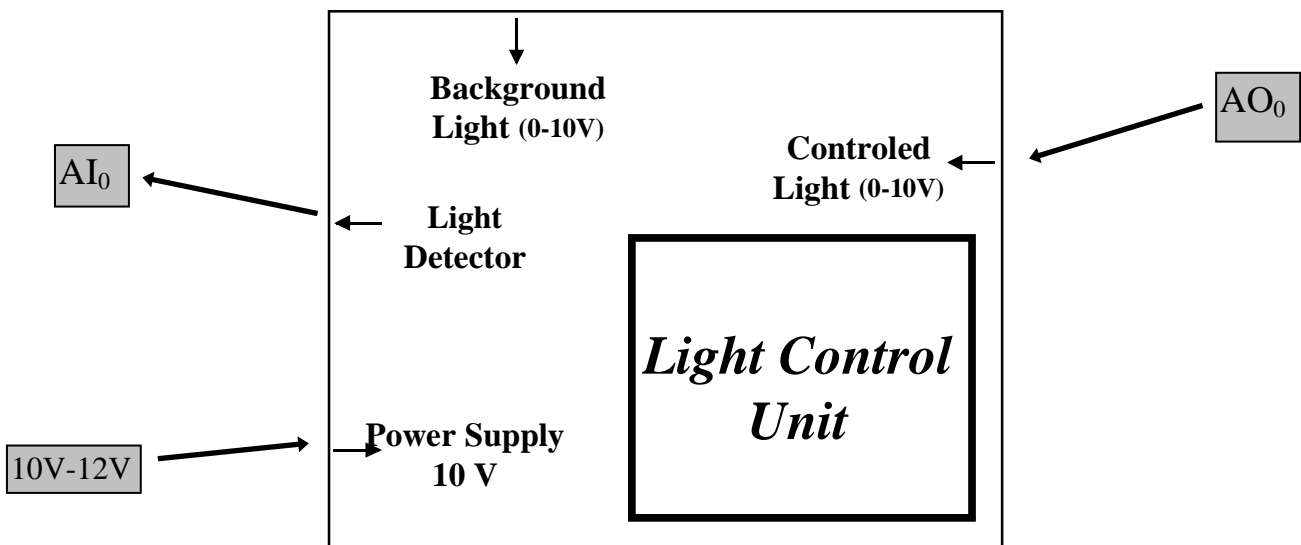 Background
Light (0-10V)
AO₀
Controled
Light (0-10V)
AI₀
Light
Detector
Light Control
Unit
Power Supply
10 V
10V-12V